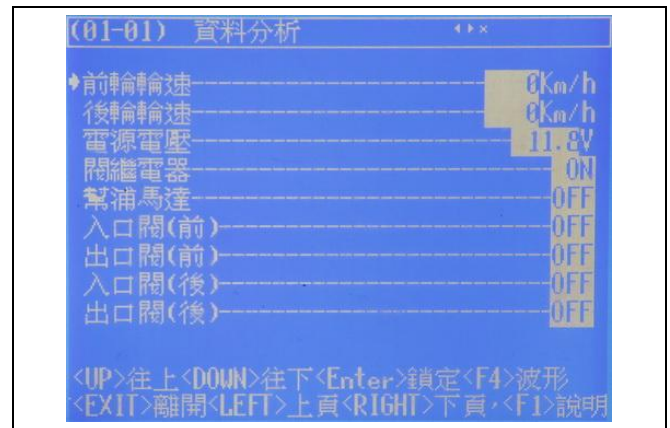 (01-01) 資料分析 ◄►×
➧前輪輪速--------------------------0Km/h
後輪輪速--------------------------0Km/h
電源電壓--------------------------11.8V
閥繼電器--------------------------ON
幫浦馬達--------------------------OFF
入口閥(前)------------------------OFF
出口閥(前)------------------------OFF
入口閥(後)------------------------OFF
出口閥(後)------------------------OFF
<UP>往上<DOWN>往下<Enter>鎖定<F4>波形
<EXIT>離開<LEFT>上頁<RIGHT>下頁,<F1>說明